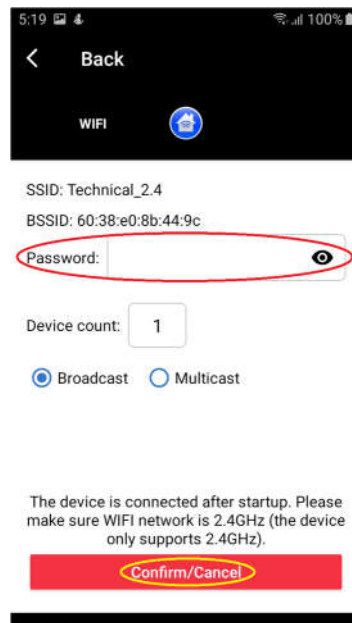 5:19 100%
Back
WIFI
SSID: Technical_2.4
BSSID: 60:38:e0:8b:44:9c
Password:
Device count: 1
Broadcast Multicast
The device is connected after startup. Please
make sure WIFI network is 2.4GHz (the device
only supports 2.4GHz).
Confirm/Cancel